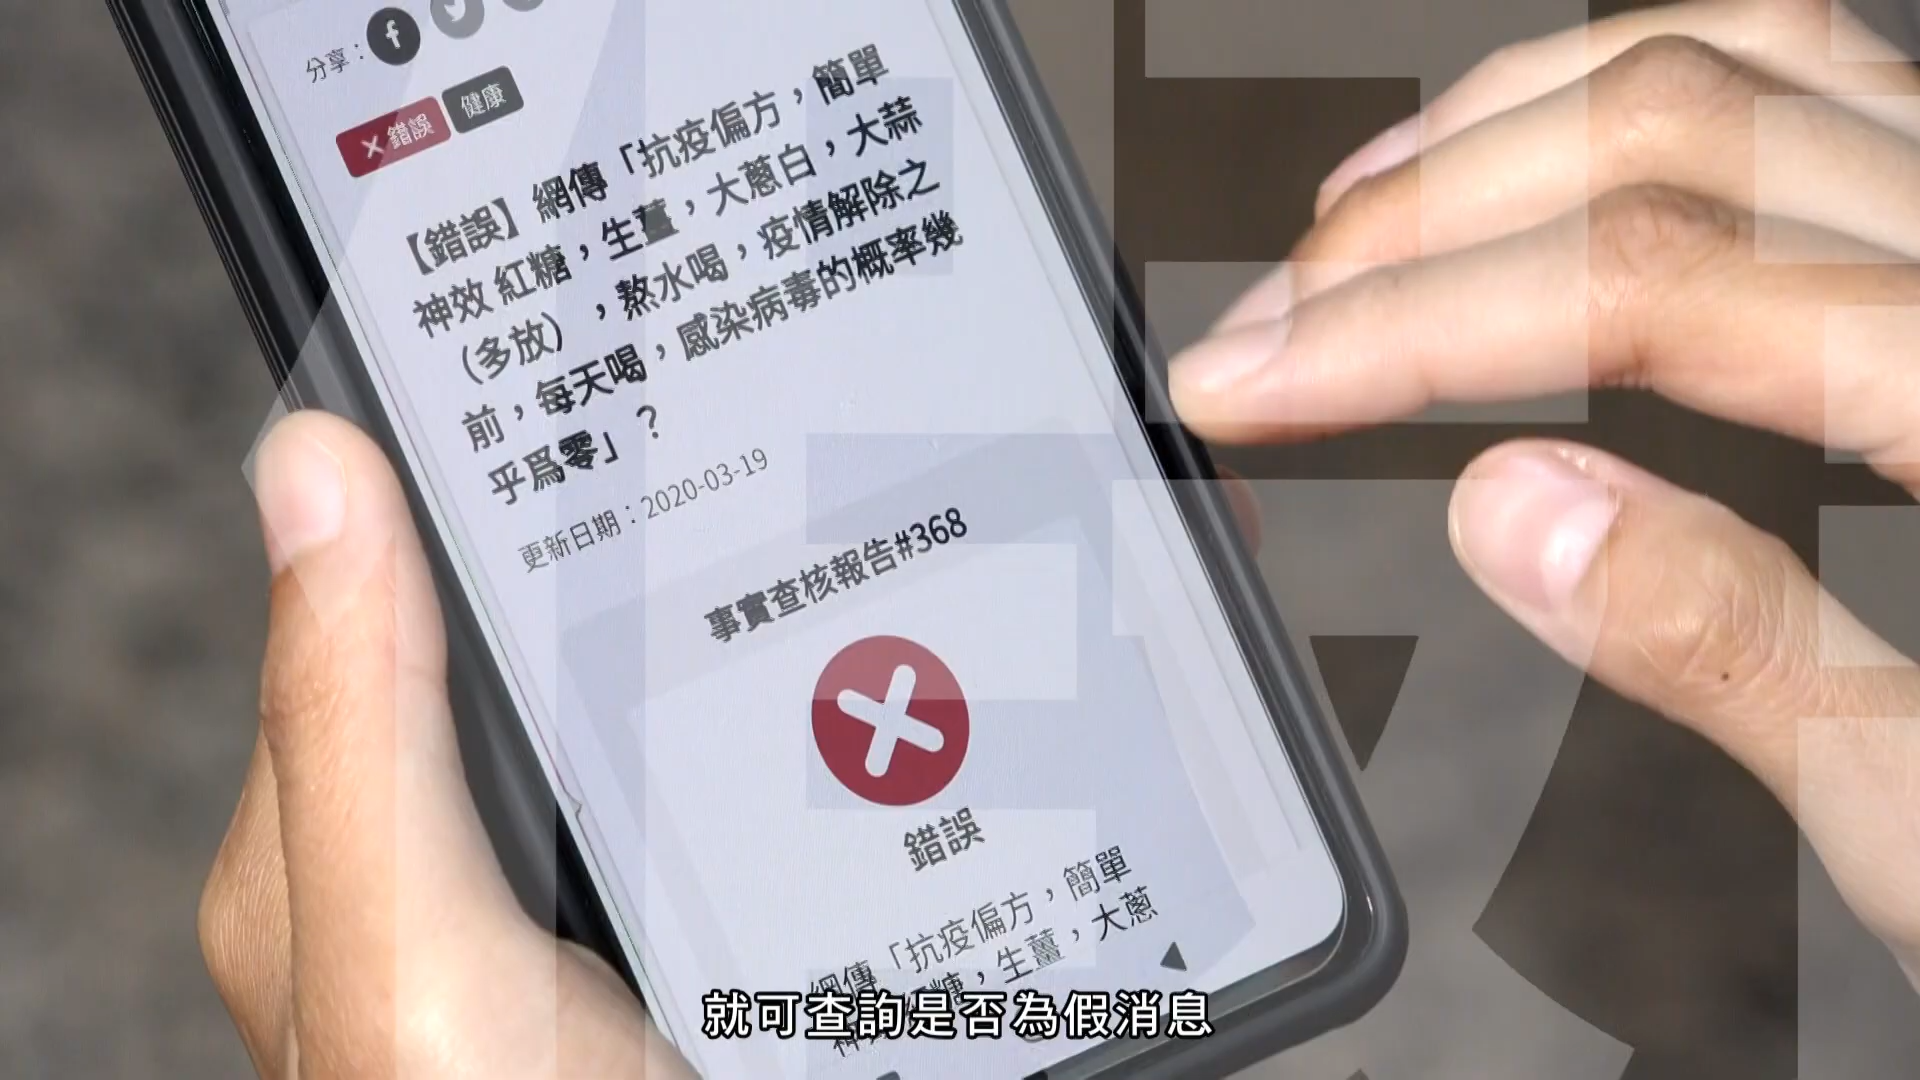 分享：
錯誤 健康
【錯誤】網傳「抗疫偏方，簡單
神效 紅糖，生薑，大蔥白，大蒜
（多放），熬水喝，疫情解除之
前，每天喝，感染病毒的概率幾
乎爲零」？
更新日期：2020-03-19
事實查核報告#368
錯誤
網傳「抗疫偏方，簡單
糖，生薑，大蔥
就可查詢是否為假消息